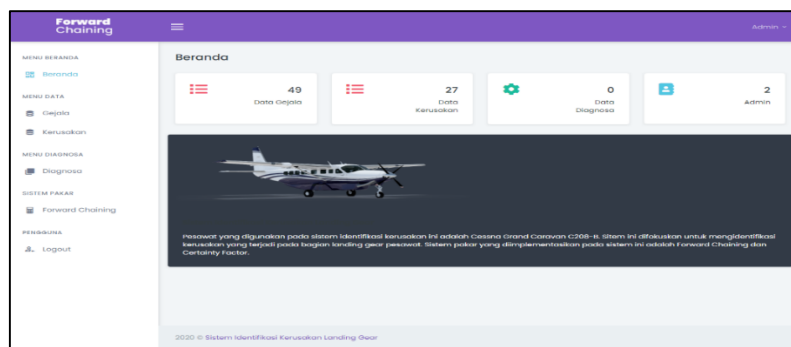 Forward
Chaining
Admin
MENU BERANDA
Beranda
MENU DATA
Gejala
Kerusakan
MENU DIAGNOSA
Diagnosa
SISTEM PAKAR
Forward Chaining
PENGGUNA
Logout
Beranda
49
Data Gejala
27
Data
Kerusakan
0
Data
Diagnosa
2
Admin
Pesawat yang digunakan pada sistem identifikasi kerusakan ini adalah Cessna Grand Caravan C208-B. Sitem ini difokuskan untuk mengidentifikasi
kerusakan yang terjadi pada bagian landing gear pesawat. Sistem pakar yang diimplementasikan pada sistem ini adalah Forward Chaining dan
Certainty Factor.
2020 © Sistem Identifikasi Kerusakan Landing Gear